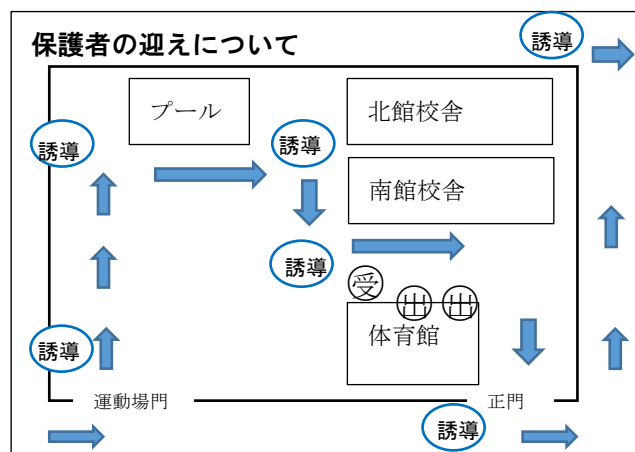 保護者の迎えについて
誘導
プール
北館校舎
誘導
誘導
南館校舎
誘導
受
出
出
誘導
体育館
運動場門
正門
誘導